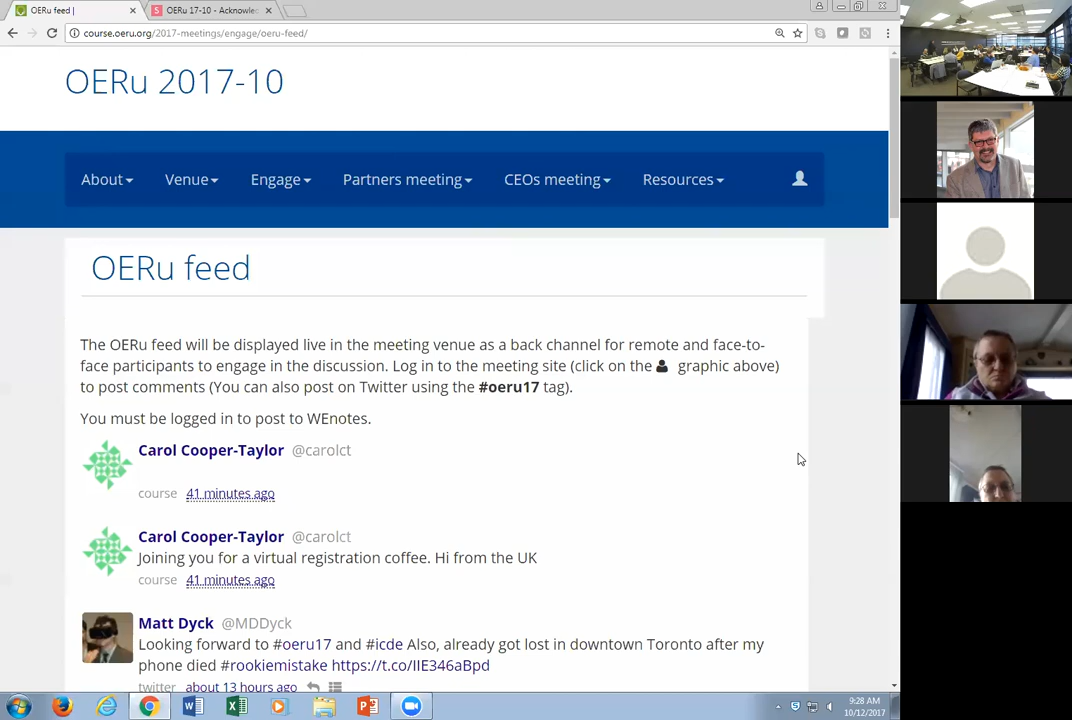 OERu feed |
OERu 17-10 - Acknowlec
course.oeru.org/2017-meetings/engage/oeru-feed/
OERu 2017-10
About Venue Engage Partners meeting CEOs meeting Resources
OERu feed
The OERu feed will be displayed live in the meeting venue as a back channel for remote and face-to-
face participants to engage in the discussion. Log in to the meeting site (click on the graphic above)
to post comments (You can also post on Twitter using the #oeru17 tag).
You must be logged in to post to WEnotes.
Carol Cooper-Taylor @carolct
course 41 minutes ago
Carol Cooper-Taylor @carolct
Joining you for a virtual registration coffee. Hi from the UK
course 41 minutes ago
Matt Dyck @MDDyck
Looking forward to #oeru17 and #icde Also, already got lost in downtown Toronto after my
phone died #rookiemistake https://t.co/IIE346aBpd
twitter about 13 hours ago
9:28 AM
10/12/2017